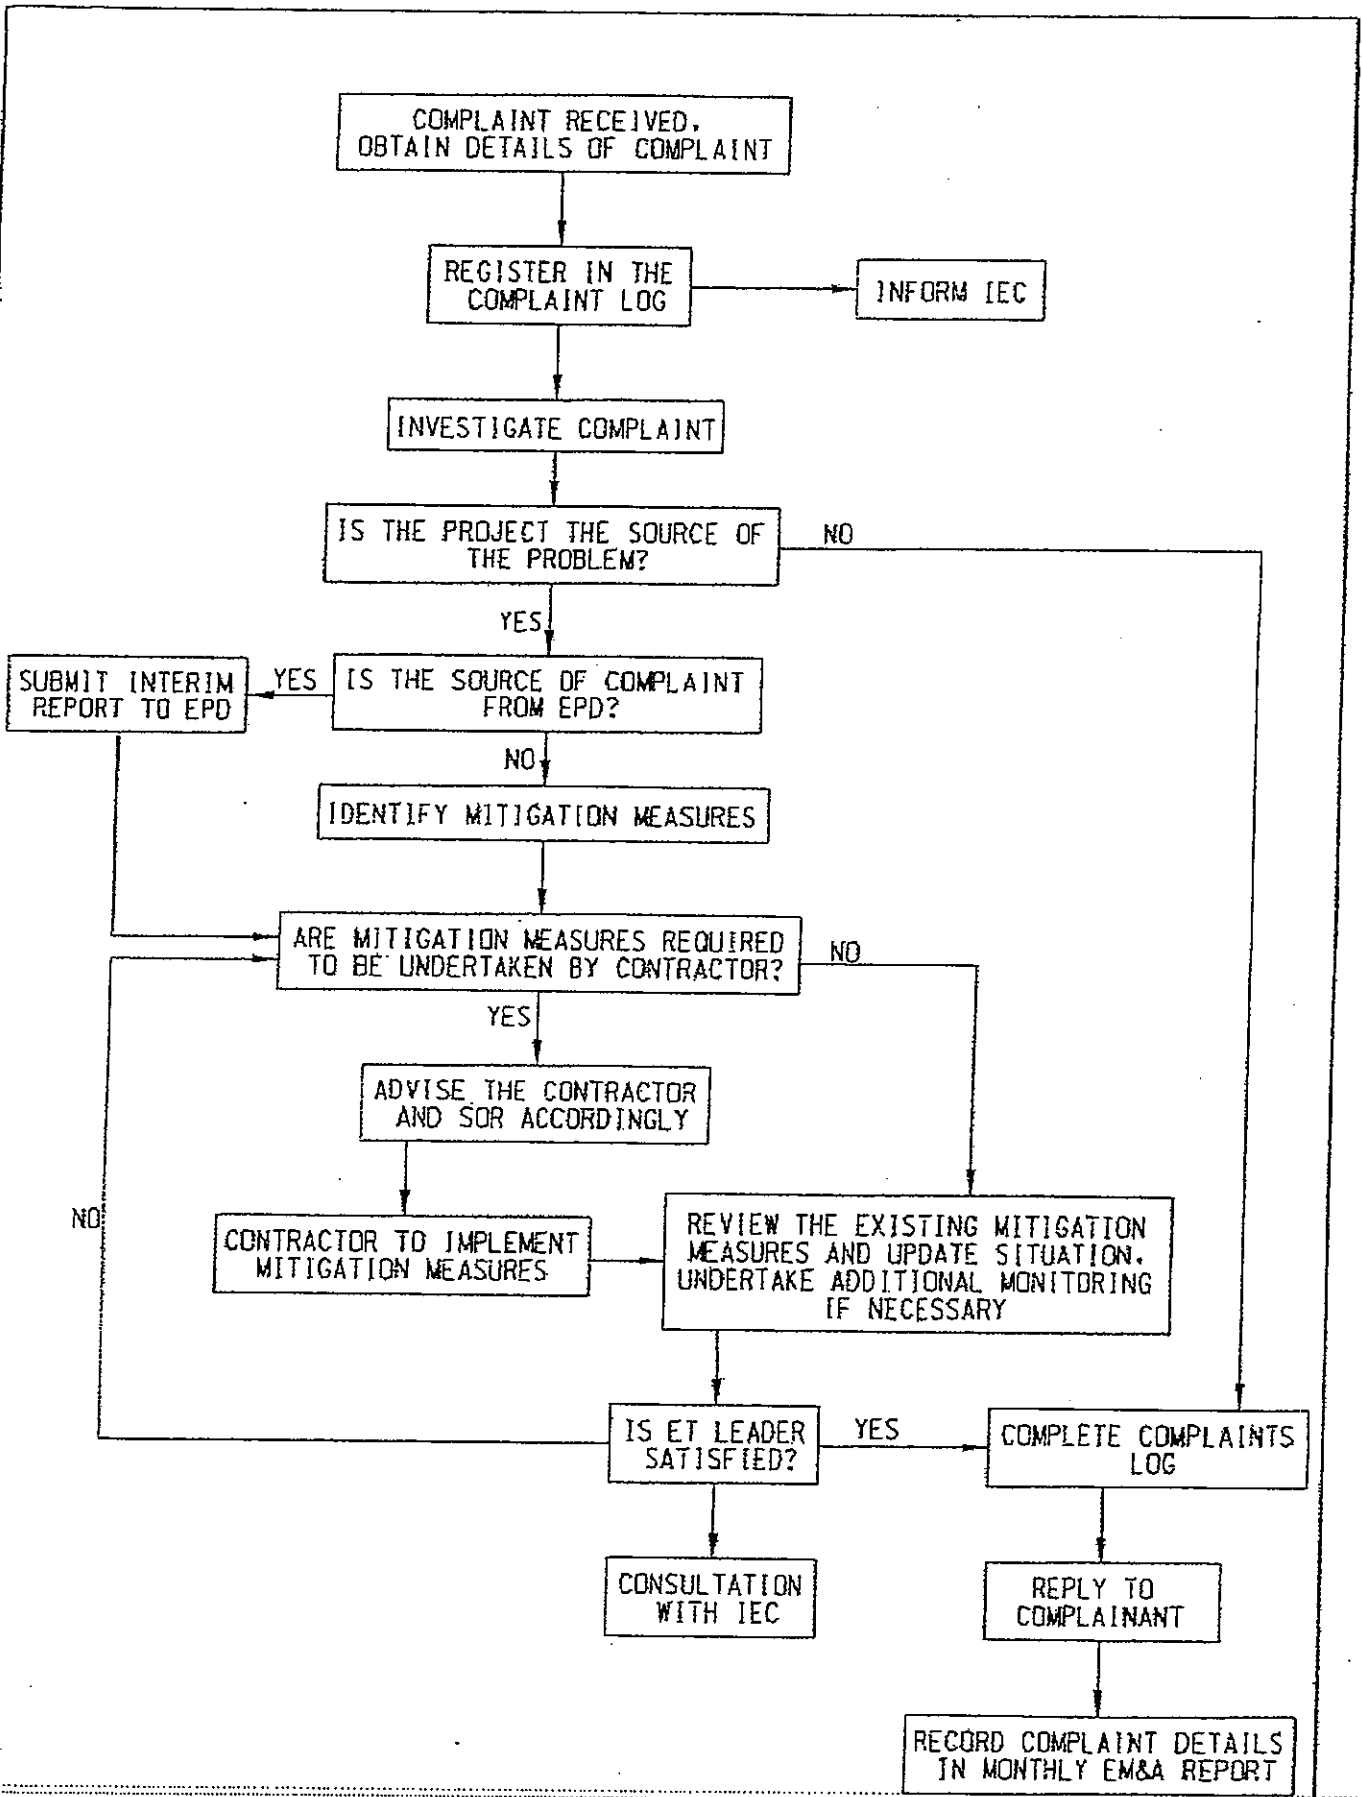 COMPLAINT RECEIVED,
OBTAIN DETAILS OF COMPLAINT
REGISTER IN THE
COMPLAINT LOG
INFORM IEC
INVESTIGATE COMPLAINT
IS THE PROJECT THE SOURCE OF
THE PROBLEM?
NO
YES
SUBMIT INTERIM
REPORT TO EPD
YES
IS THE SOURCE OF COMPLAINT
FROM EPD?
NO
IDENTIFY MITIGATION MEASURES
ARE MITIGATION MEASURES REQUIRED
TO BE UNDERTAKEN BY CONTRACTOR?
NO
YES
ADVISE THE CONTRACTOR
AND SOR ACCORDINGLY
NO
CONTRACTOR TO IMPLEMENT
MITIGATION MEASURES
REVIEW THE EXISTING MITIGATION
MEASURES AND UPDATE SITUATION.
UNDERTAKE ADDITIONAL MONITORING
IF NECESSARY
IS ET LEADER
SATISFIED?
YES
COMPLETE COMPLAINTS
LOG
CONSULTATION
WITH IEC
REPLY TO
COMPLAINANT
RECORD COMPLAINT DETAILS
IN MONTHLY EM&A REPORT